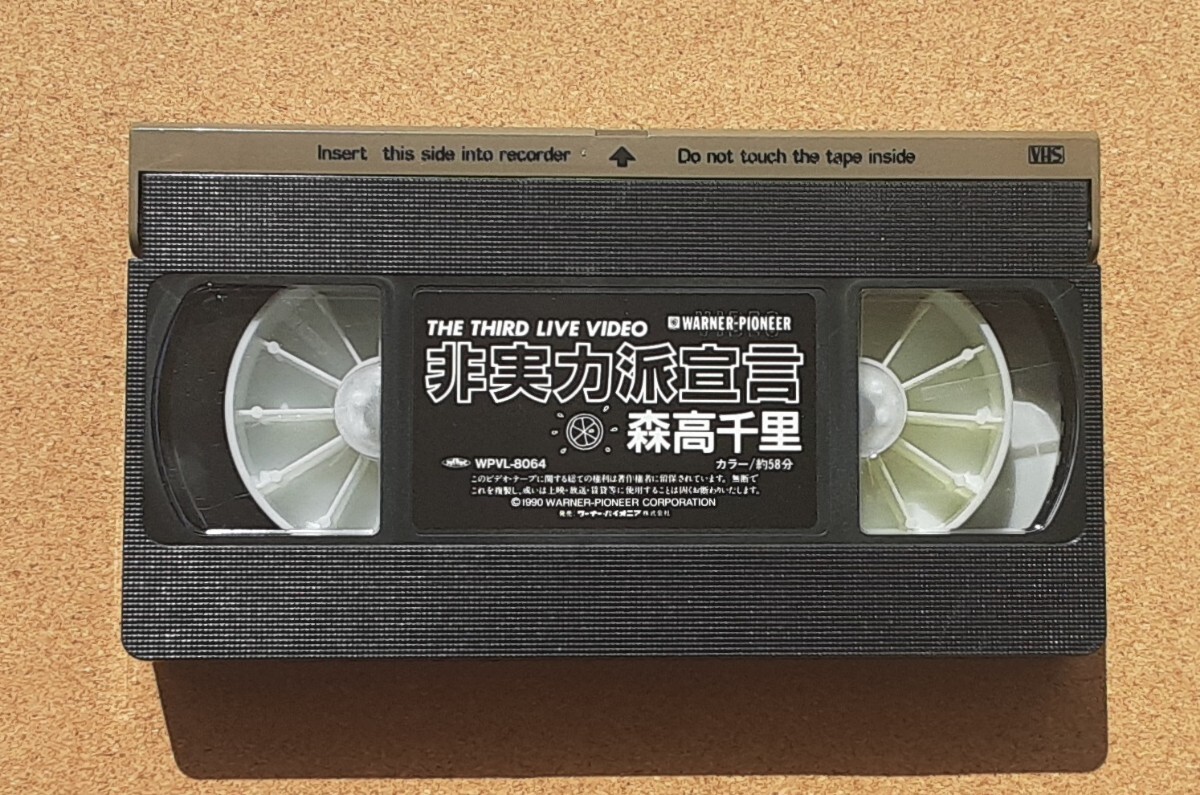 Insert this side into recorder Do not touch the tape inside VHS
THE THIRD LIVE VIDEO WARNER-PIONEER
VIDEO
非実力派宣言
森高千里
WPVL-8064 カラー/約58分
このビデオ・テープに関する総ての権利は著作権者に留保されています。無断で
これを複製し、或いは上映・放送・賃貸等に使用することは固くお断わりいたします。
©1990 WARNER-PIONEER CORPORATION
発売 ワーナー・パイオニア株式会社